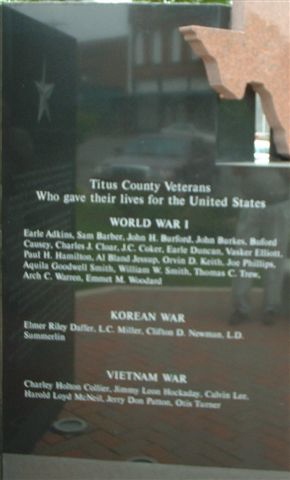 Titus County Veterans
Who gave their lives for the United States
WORLD WAR I
Earle Adkins, Sam Barber, John H. Burford, John Burkes, Buford
Causey, Charles J. Cloar, J.C. Coker, Earle Duncan, Vasker Elliott,
Paul H. Hamilton, Al Bland Jessup, Orvin D. Keith, Joe Phillips,
Aquila Goodwell Smith, William W. Smith, Thomas C. Trew,
Arch C. Warren, Emmet M. Woodard
KOREAN WAR
Elmer Riley Daffer, L.C. Miller, Clifton D. Newman, L.D.
Summerlin
VIETNAM WAR
Charley Holton Collier, Jimmy Leon Hockaday, Calvin Lee,
Harold Loyd McNeil, Jerry Don Patton, Otis Turner